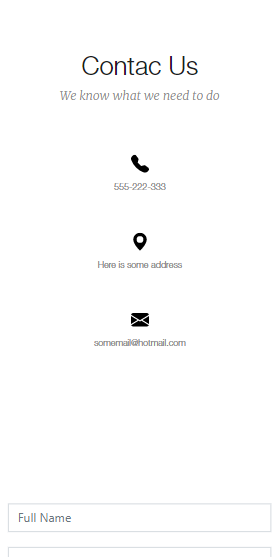 Contac Us
We know what we need to do
555-222-333
Here is some address
somemail@hotmail.com
Full Name